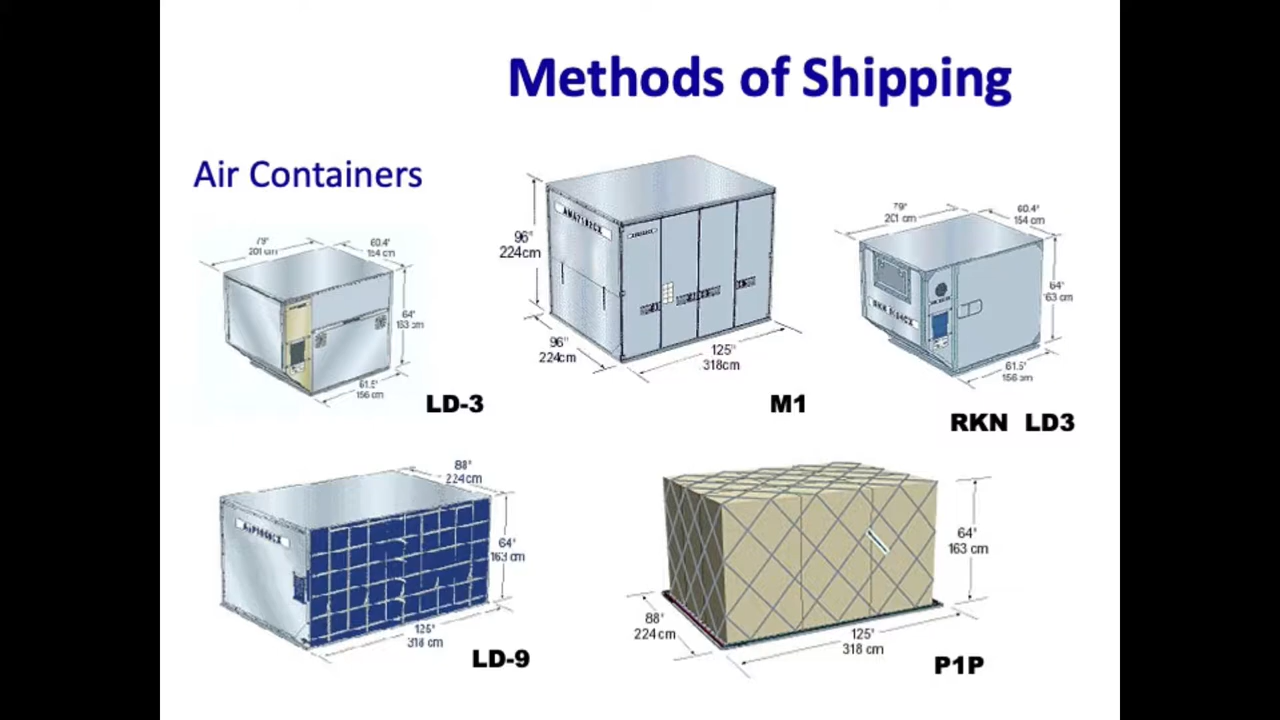 Methods of Shipping
Air Containers
79"
201 cm
60.4"
154 cm
64"
163 cm
61.5"
156 cm
LD-3
96"
224cm
96"
224cm
125"
318cm
M1
79"
201 cm
60.4"
154 cm
64"
163 cm
61.5"
156 cm
RKN LD3
88"
224cm
64"
163 cm
125"
318 cm
LD-9
64"
163 cm
88"
224cm
125"
318 cm
P1P